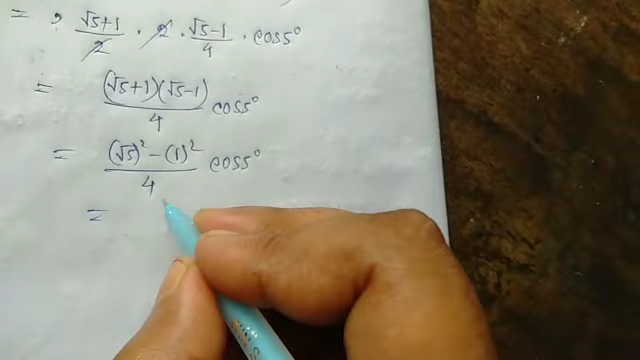 = 2 · (√5+1)/2 · 2 · (√5-1)/4 · cos5°
= (√5+1)(√5-1)/4 cos5°
= (√5)² - (1)²/4 cos5°
=